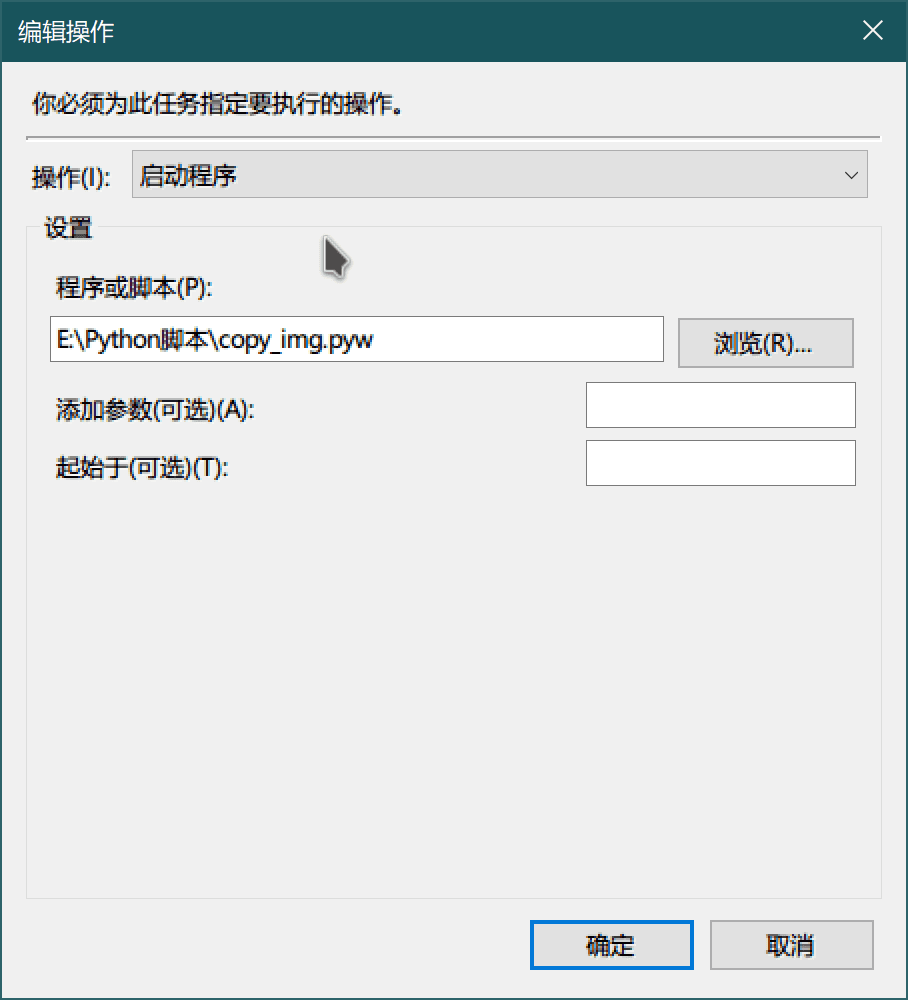 编辑操作
你必须为此任务指定要执行的操作。
操作(I): 启动程序
设置
程序或脚本(P):
E:\Python脚本\copy_img.pyw 浏览(R)...
添加参数(可选)(A):
起始于(可选)(T):
确定 取消